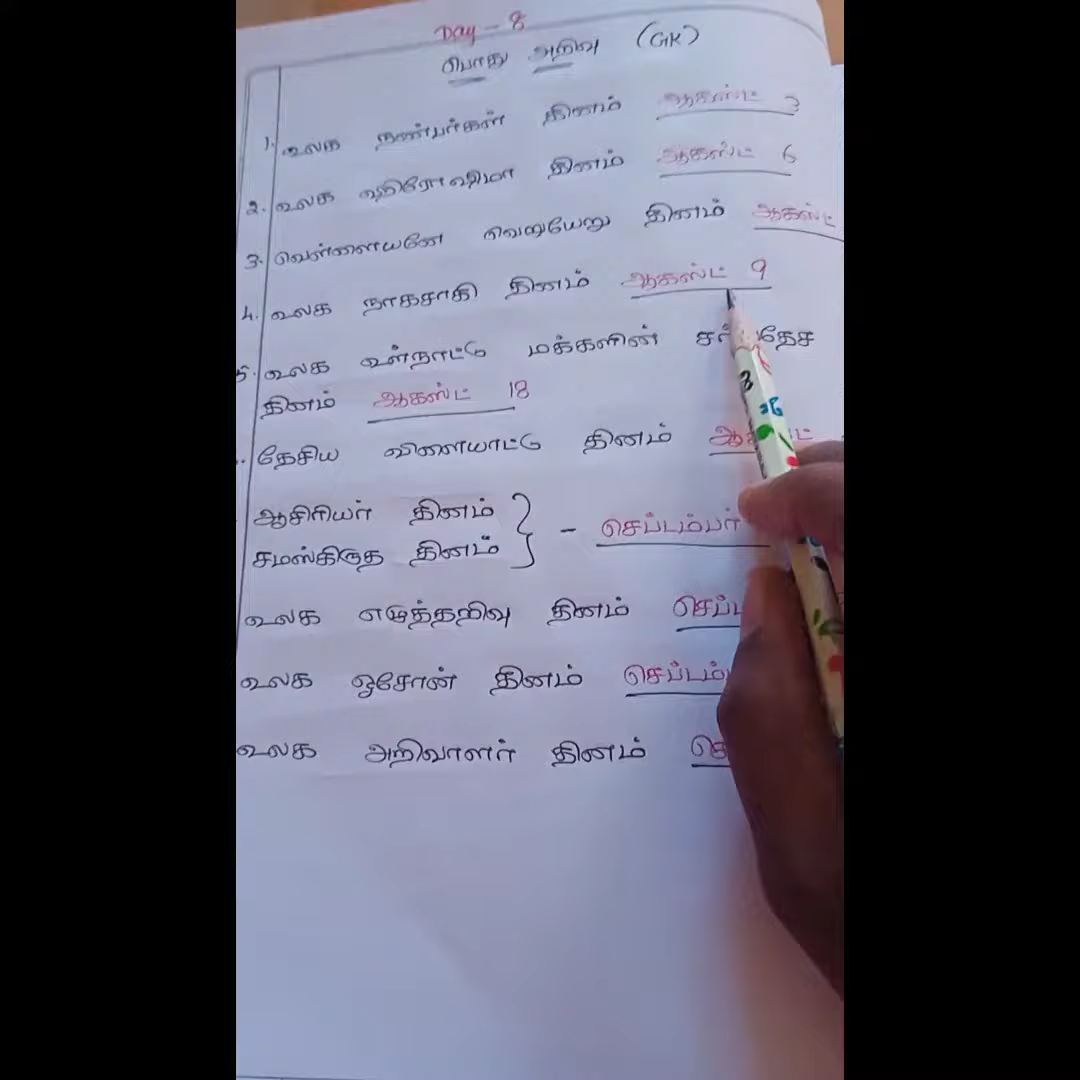 Day - 8
பொது அறிவு (GK)
1. உலக நண்பர்கள் தினம் ஆகஸ்ட் 3
2. உலக ஹிரோஷிமா தினம் ஆகஸ்ட் 6
3. வெள்ளையனே வெறுயேறு தினம் ஆகஸ்ட்
4. உலக நாகசாகி தினம் ஆகஸ்ட் 9
5. உலக உள்நாட்டு மக்களின்
தினம் ஆகஸ்ட் 18
தேசிய விளையாட்டு தினம்
ஆசிரியர் தினம் } - செப்டம்பர்
சமஸ்கிருத தினம்
உலக எழுத்தறிவு தினம்
உலக ஓசோன் தினம்
உலக அறிவாளர் தினம்